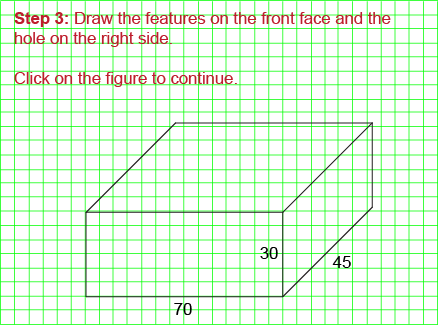 Step 3: Draw the features on the front face and the
hole on the right side.
Click on the figure to continue.
30
45
70